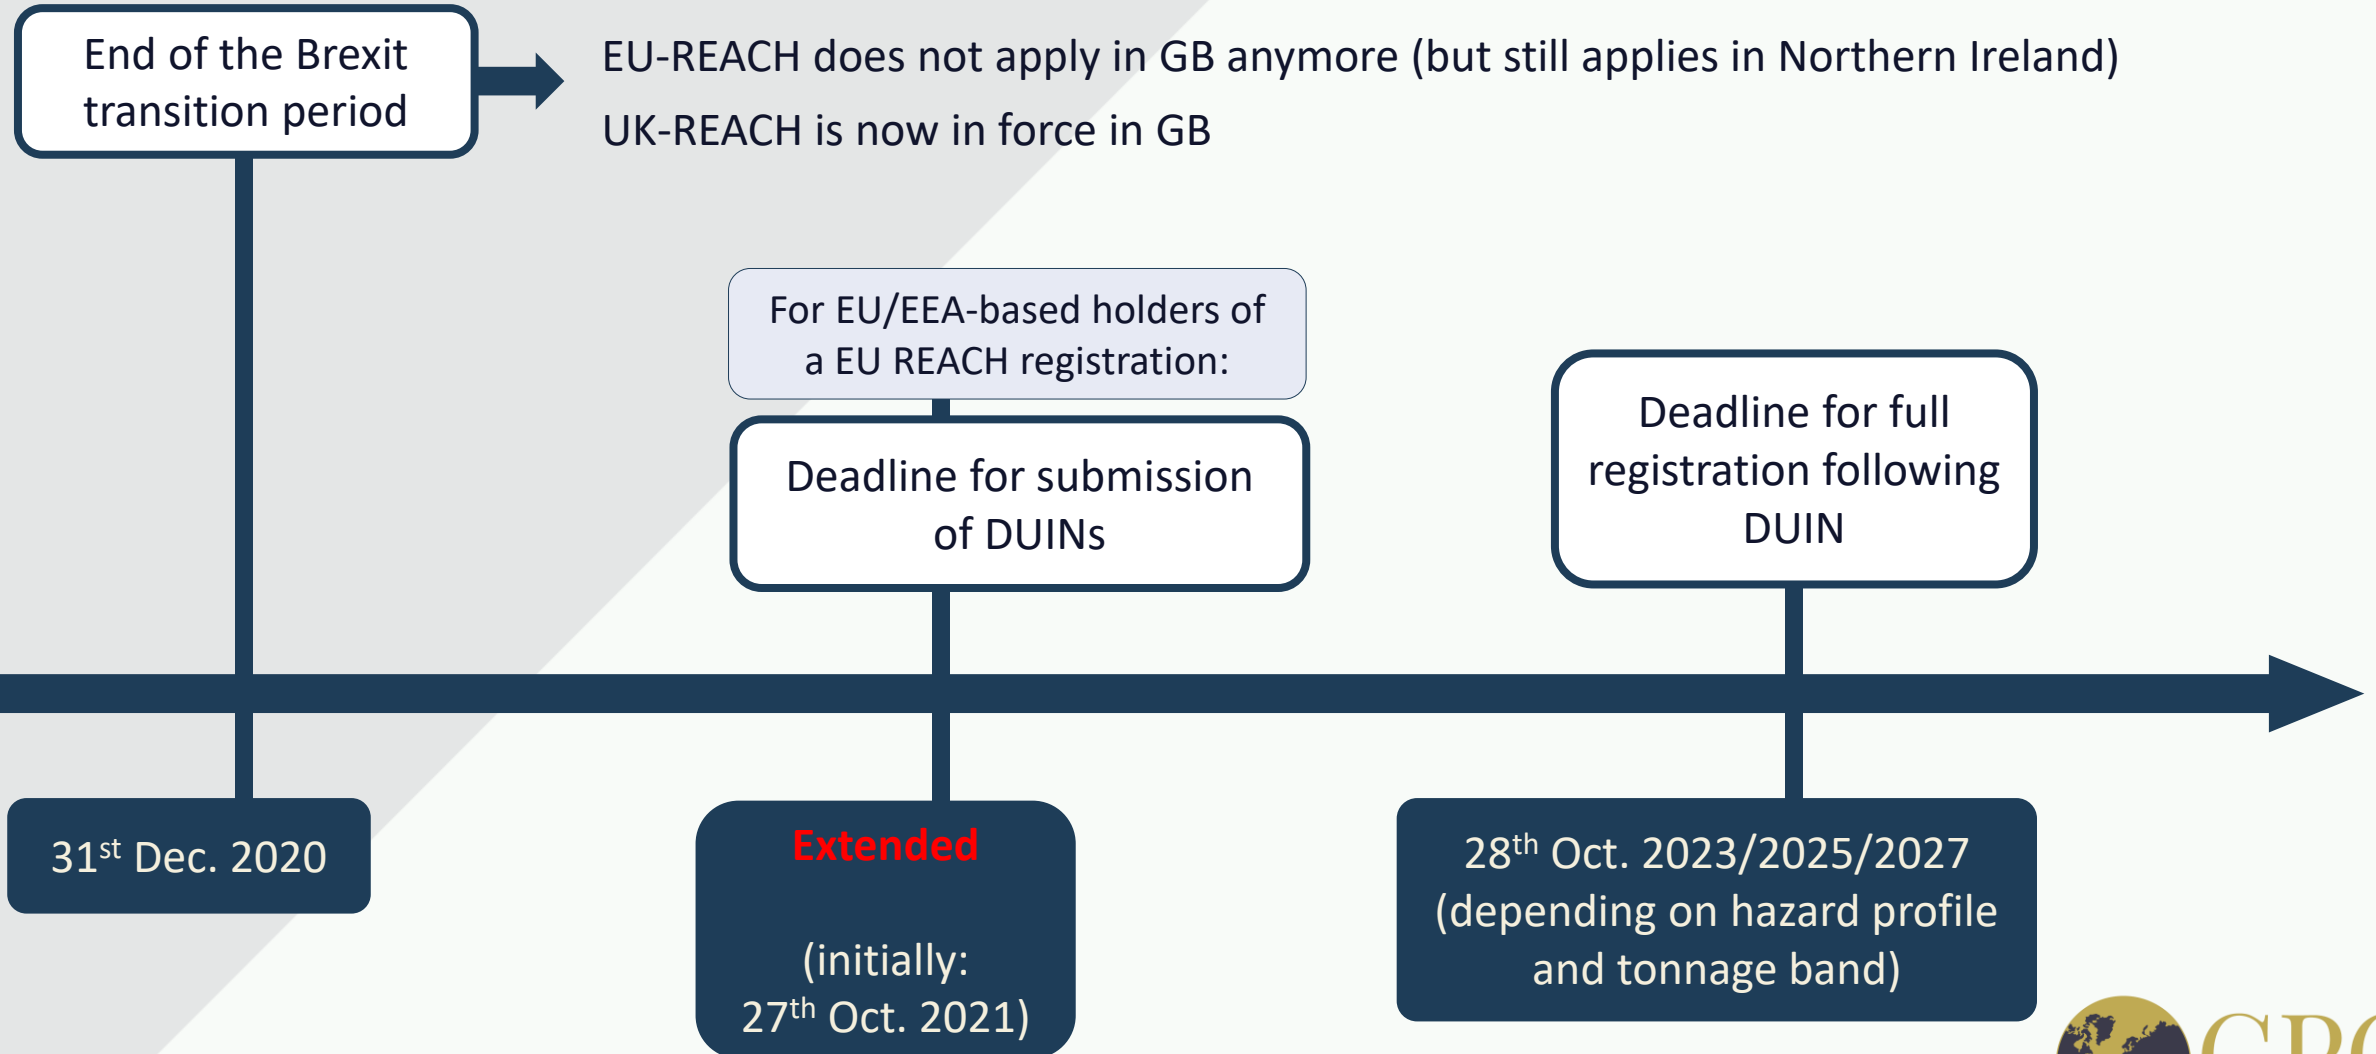 End of the Brexit
transition period
EU-REACH does not apply in GB anymore (but still applies in Northern Ireland)
UK-REACH is now in force in GB
For EU/EEA-based holders of
a EU REACH registration:
Deadline for submission
of DUINs
Deadline for full
registration following
DUIN
31st Dec. 2020
Extended
(initially:
27th Oct. 2021)
28th Oct. 2023/2025/2027
(depending on hazard profile
and tonnage band)